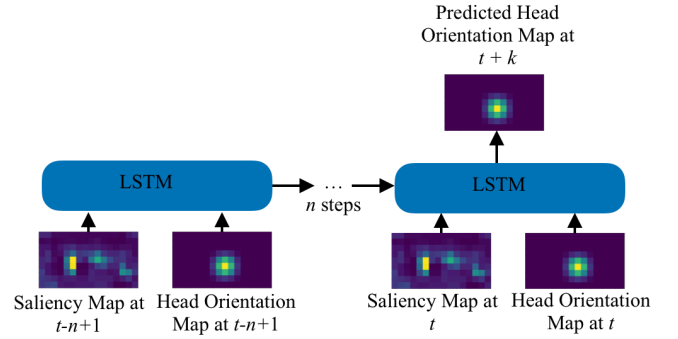 Predicted Head
Orientation Map at
t + k
LSTM
...
n steps
LSTM
Saliency Map at
t-n+1
Head Orientation
Map at t-n+1
Saliency Map at
t
Head Orientation
Map at t